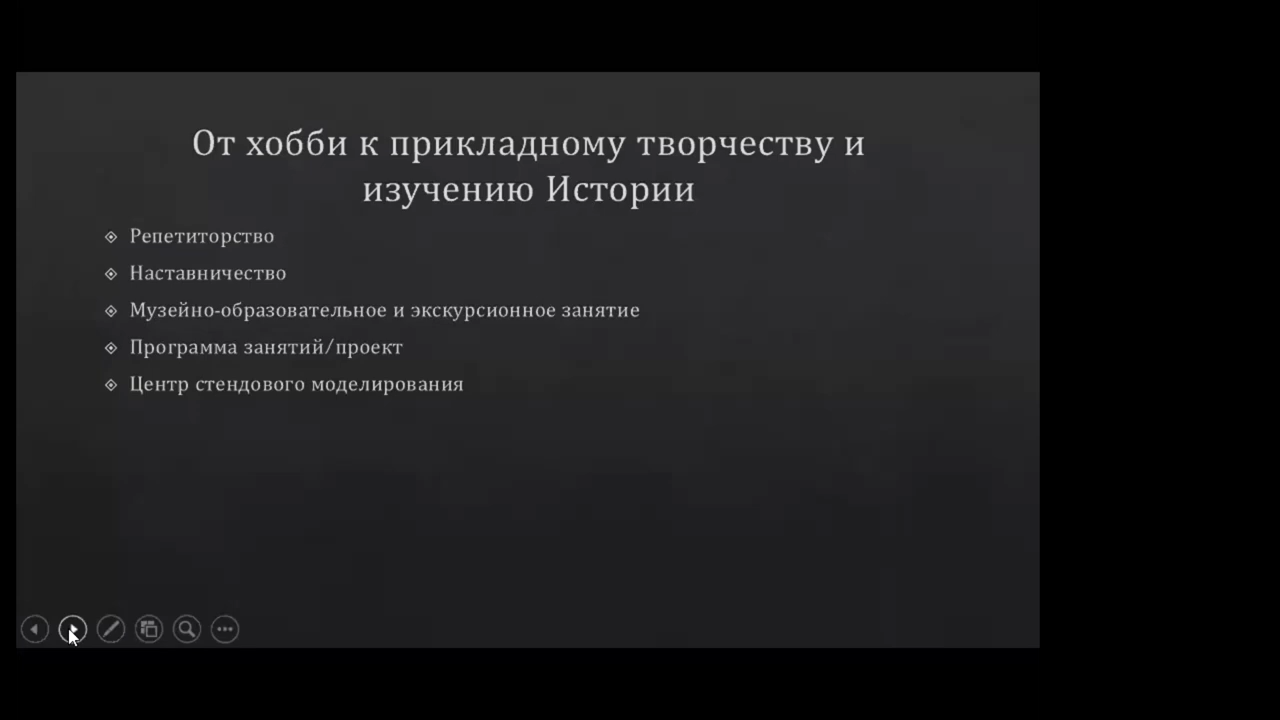 От хобби к прикладному творчеству и
изучению Истории
Репетиторство
Наставничество
Музейно-образовательное и экскурсионное занятие
Программа занятий/проект
Центр стендового моделирования